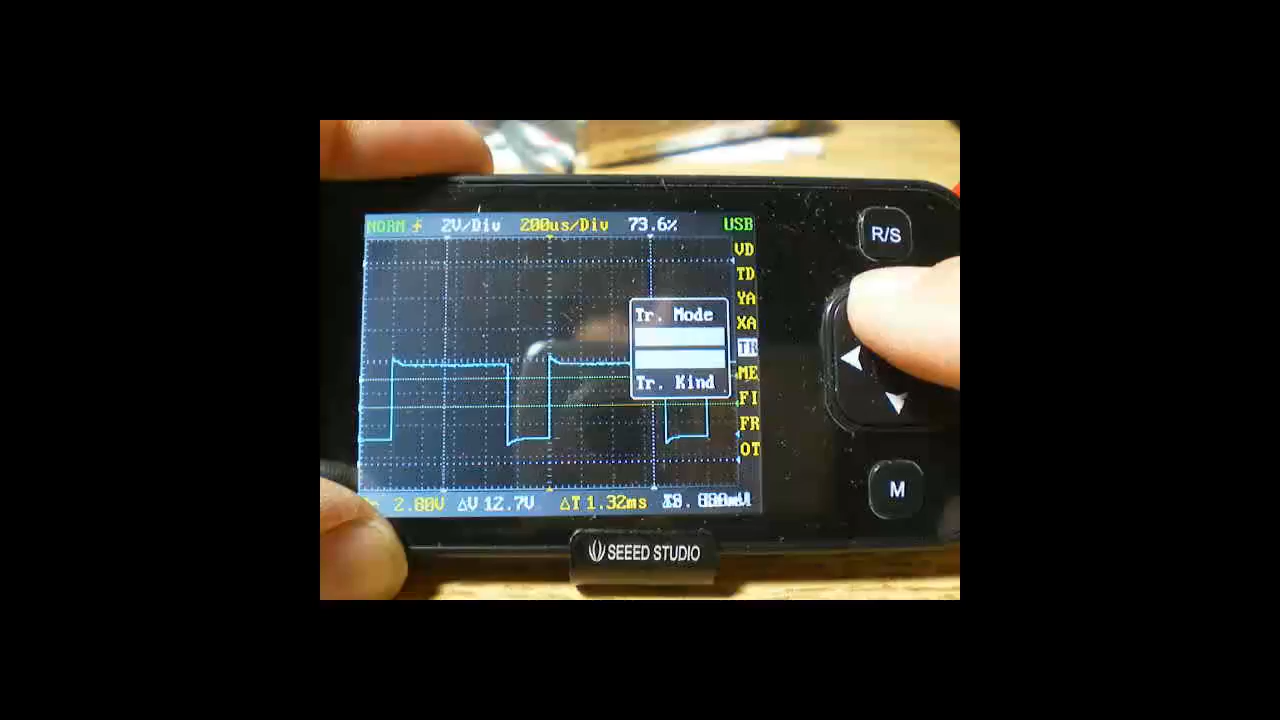 NORM 2V/Div 200us/Div 73.6% USB
VD
TD
YA
XA
TR
ME
FI
FR
OT
Tr. Mode
Tr. Kind
2.80V ΔV 12.7V ΔT 1.32ms
R/S
M
SEEED STUDIO